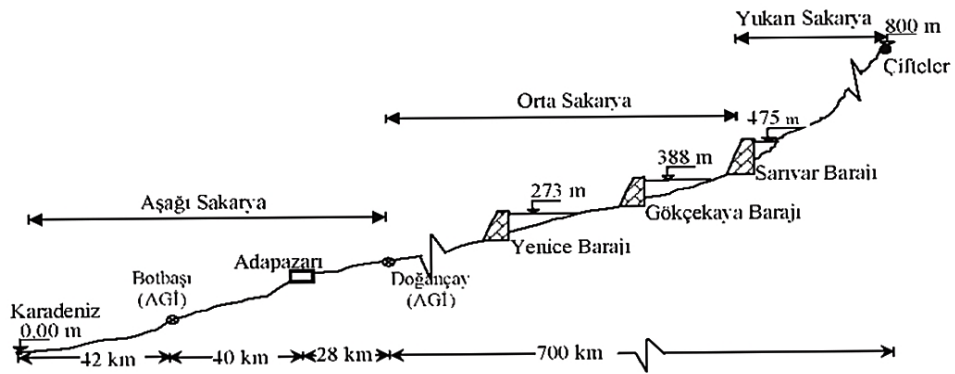 Yukarı Sakarya
800 m
Çifteler
Orta Sakarya
475 m
Sarıyar Barajı
388 m
Gökçekaya Barajı
Aşağı Sakarya
273 m
Yenice Barajı
Adapazarı
Doğançay
(AGİ)
Botbaşı
(AGİ)
Karadeniz
0,00 m
42 km
40 km
28 km
700 km